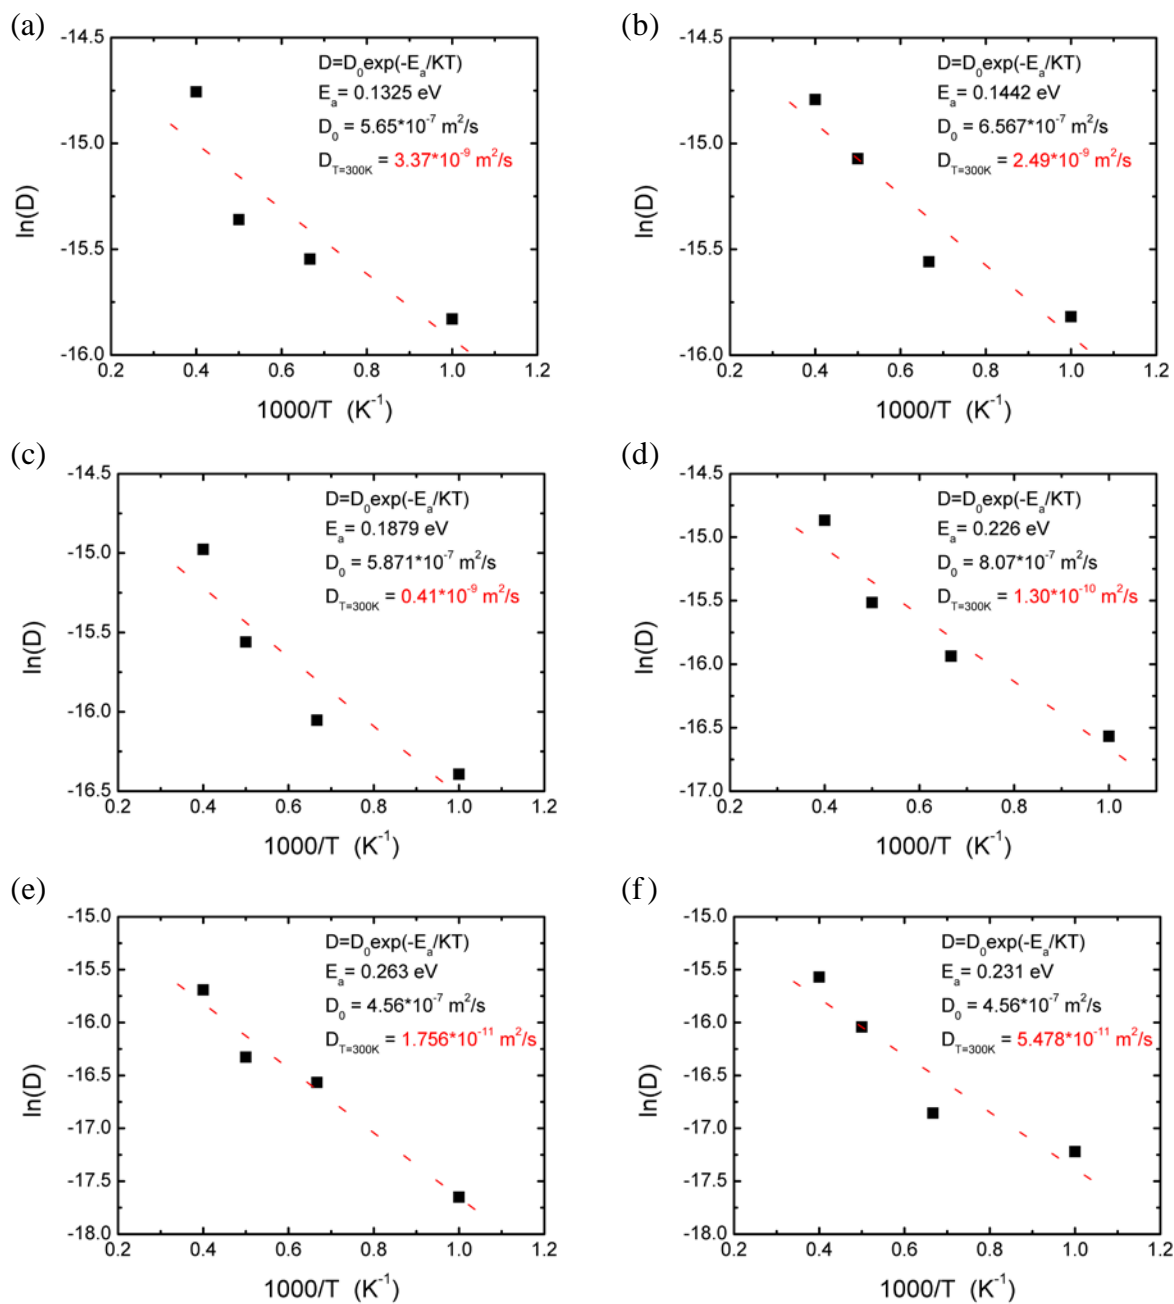 (a)
-14.5
-15.0
-15.5
-16.0
ln(D)
D=D₀exp(-Eₐ/KT)
Eₐ= 0.1325 eV
D₀ = 5.65*10⁻⁷ m²/s
D_T=300K = 3.37*10⁻⁹ m²/s
0.2 0.4 0.6 0.8 1.0 1.2
1000/T (K⁻¹)
(b)
-14.5
-15.0
-15.5
-16.0
ln(D)
D=D₀exp(-Eₐ/KT)
Eₐ= 0.1442 eV
D₀ = 6.567*10⁻⁷ m²/s
D_T=300K = 2.49*10⁻⁹ m²/s
0.2 0.4 0.6 0.8 1.0 1.2
1000/T (K⁻¹)
(c)
-14.5
-15.0
-15.5
-16.0
-16.5
ln(D)
D=D₀exp(-Eₐ/KT)
Eₐ= 0.1879 eV
D₀ = 5.871*10⁻⁷ m²/s
D_T=300K = 0.41*10⁻⁹ m²/s
0.2 0.4 0.6 0.8 1.0 1.2
1000/T (K⁻¹)
(d)
-14.5
-15.0
-15.5
-16.0
-16.5
-17.0
ln(D)
D=D₀exp(-Eₐ/KT)
Eₐ= 0.226 eV
D₀ = 8.07*10⁻⁷ m²/s
D_T=300K = 1.30*10⁻¹⁰ m²/s
0.2 0.4 0.6 0.8 1.0
1000/T (K⁻¹)
(e)
-15.0
-15.5
-16.0
-16.5
-17.0
-17.5
-18.0
ln(D)
D=D₀exp(-Eₐ/KT)
Eₐ= 0.263 eV
D₀ = 4.56*10⁻⁷ m²/s
D_T=300K = 1.756*10⁻¹¹ m²/s
0.2 0.4 0.6 0.8 1.0 1.2
1000/T (K⁻¹)
(f)
-15.0
-15.5
-16.0
-16.5
-17.0
-17.5
-18.0
ln(D)
D=D₀exp(-Eₐ/KT)
Eₐ= 0.231 eV
D₀ = 4.56*10⁻⁷ m²/s
D_T=300K = 5.478*10⁻¹¹ m²/s
0.2 0.4 0.6 0.8 1.0 1.2
1000/T (K⁻¹)